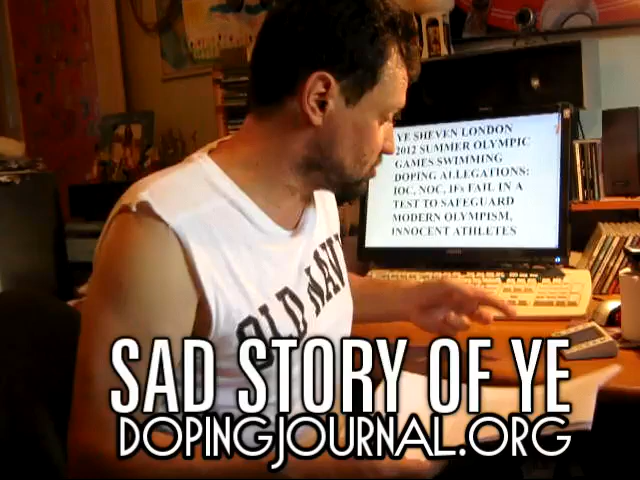 YE SHEVEN LONDON
2012 SUMMER OLYMPIC
GAMES SWIMMING
DOPING ALLEGATIONS:
IOC, NOC, IFs FAIL IN A
TEST TO SAFEGUARD
MODERN OLYMPISM,
INNOCENT ATHLETES
OLD NAVY
SAD STORY OF YE
DOPINGJOURNAL.ORG